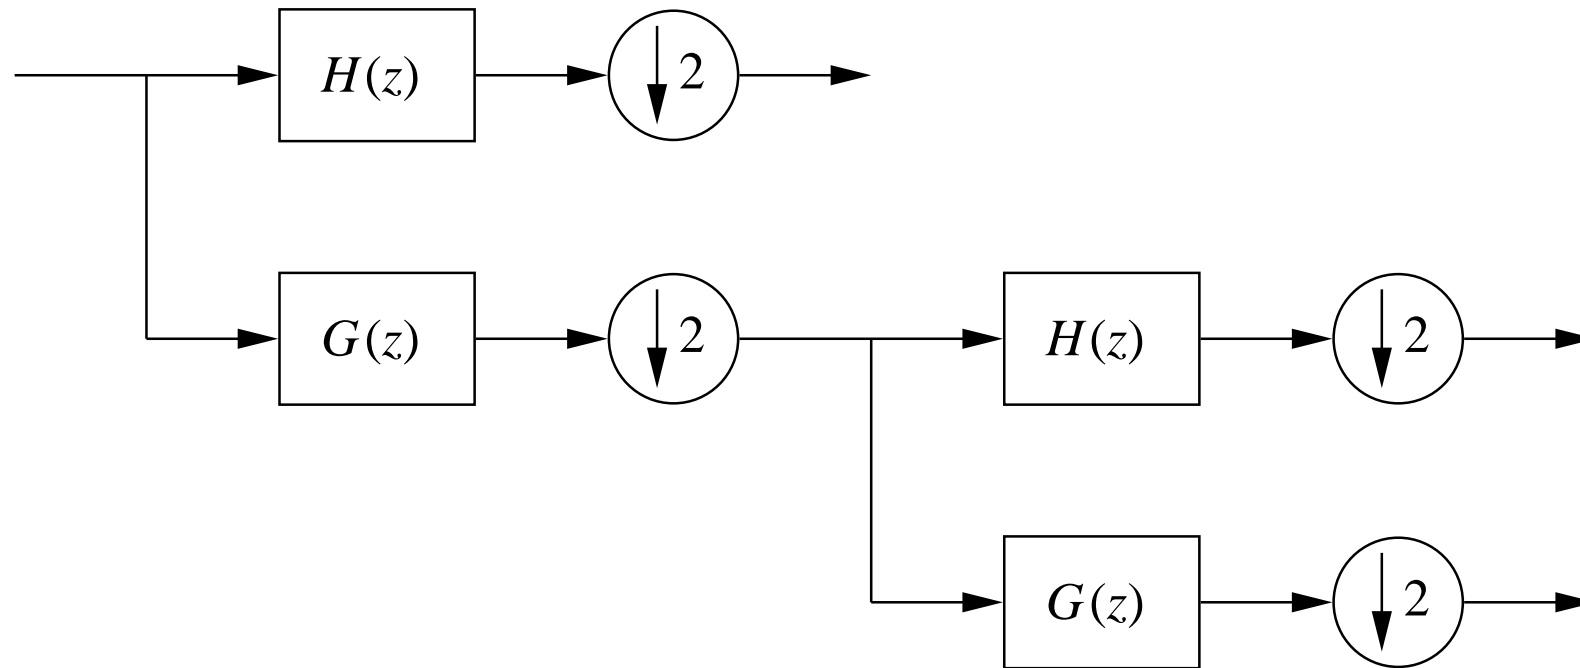 H(z) ↓ 2
G(z) ↓ 2 H(z) ↓ 2
G(z) ↓ 2